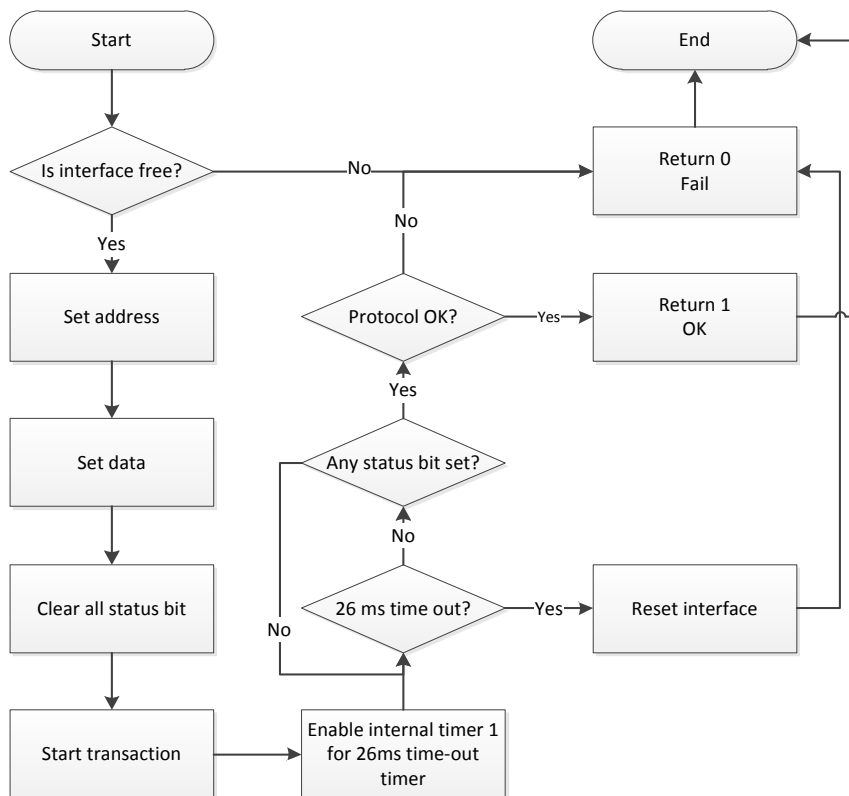 Start
End
Is interface free?
No
Return 0
Fail
No
Yes
Set address
Protocol OK?
Yes
Return 1
OK
Yes
Set data
Any status bit set?
No
Clear all status bit
26 ms time out?
Yes
Reset interface
No
Start transaction
Enable internal timer 1
for 26ms time-out
timer